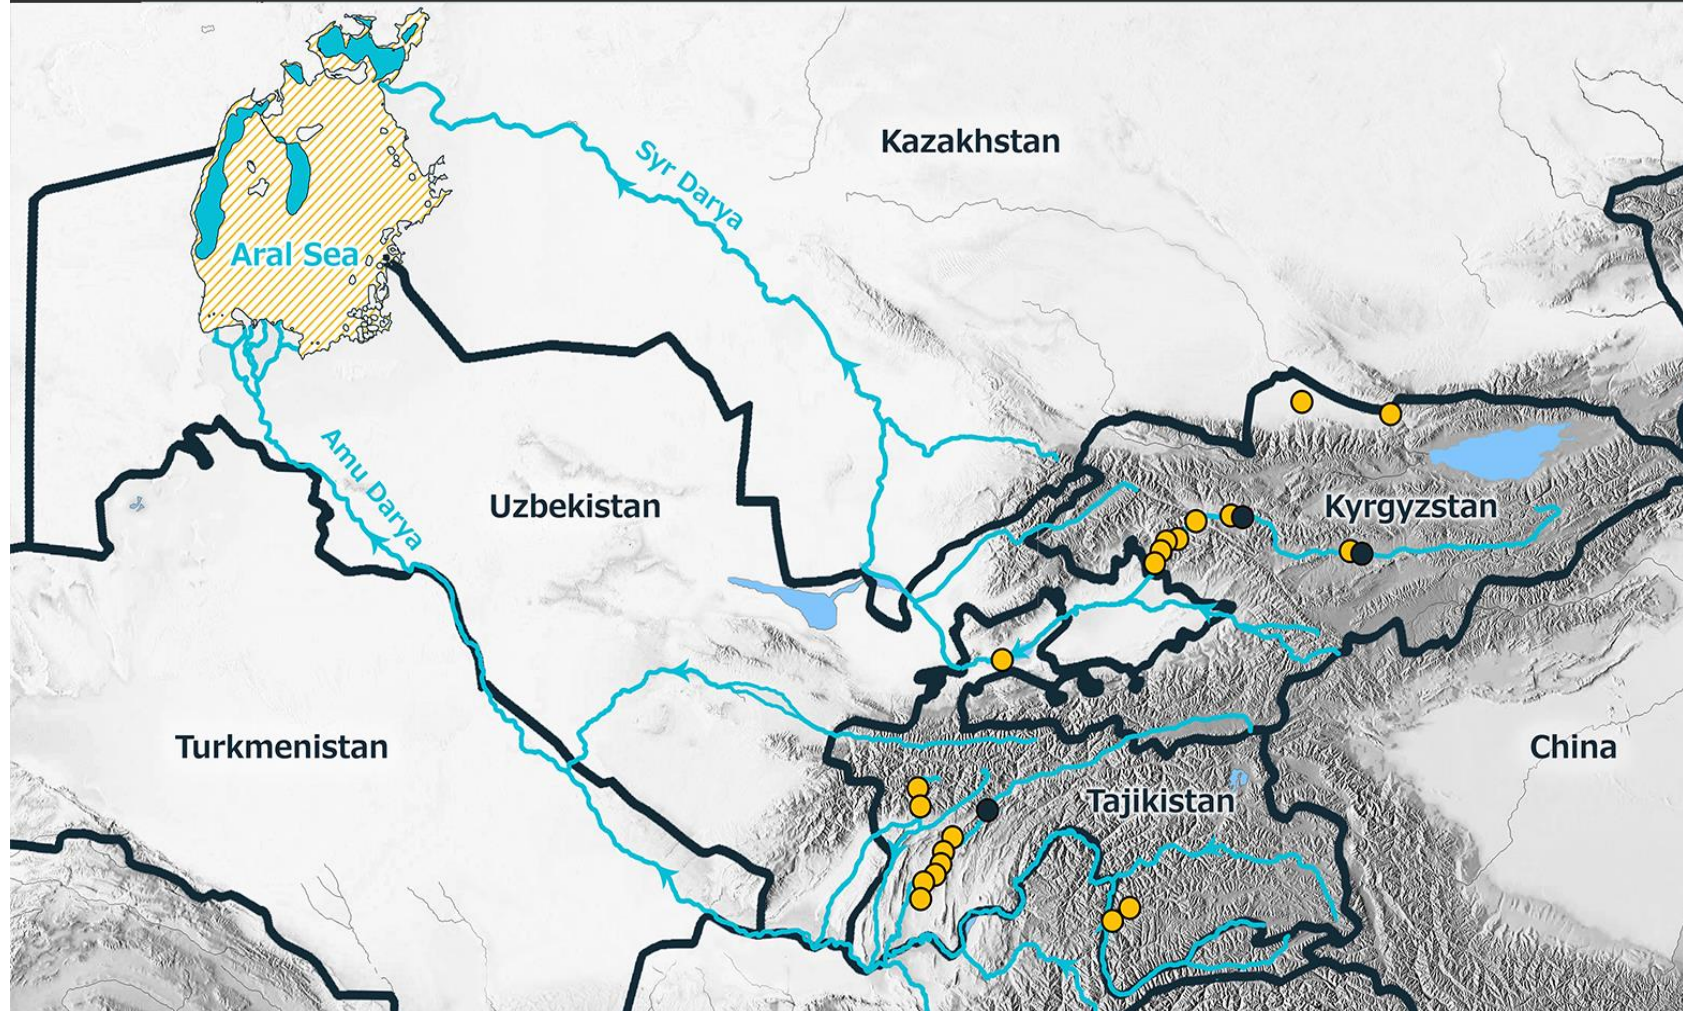 Kazakhstan
Syr Darya
Aral Sea
Amu Darya
Uzbekistan
Kyrgyzstan
Turkmenistan
China
Tajikistan